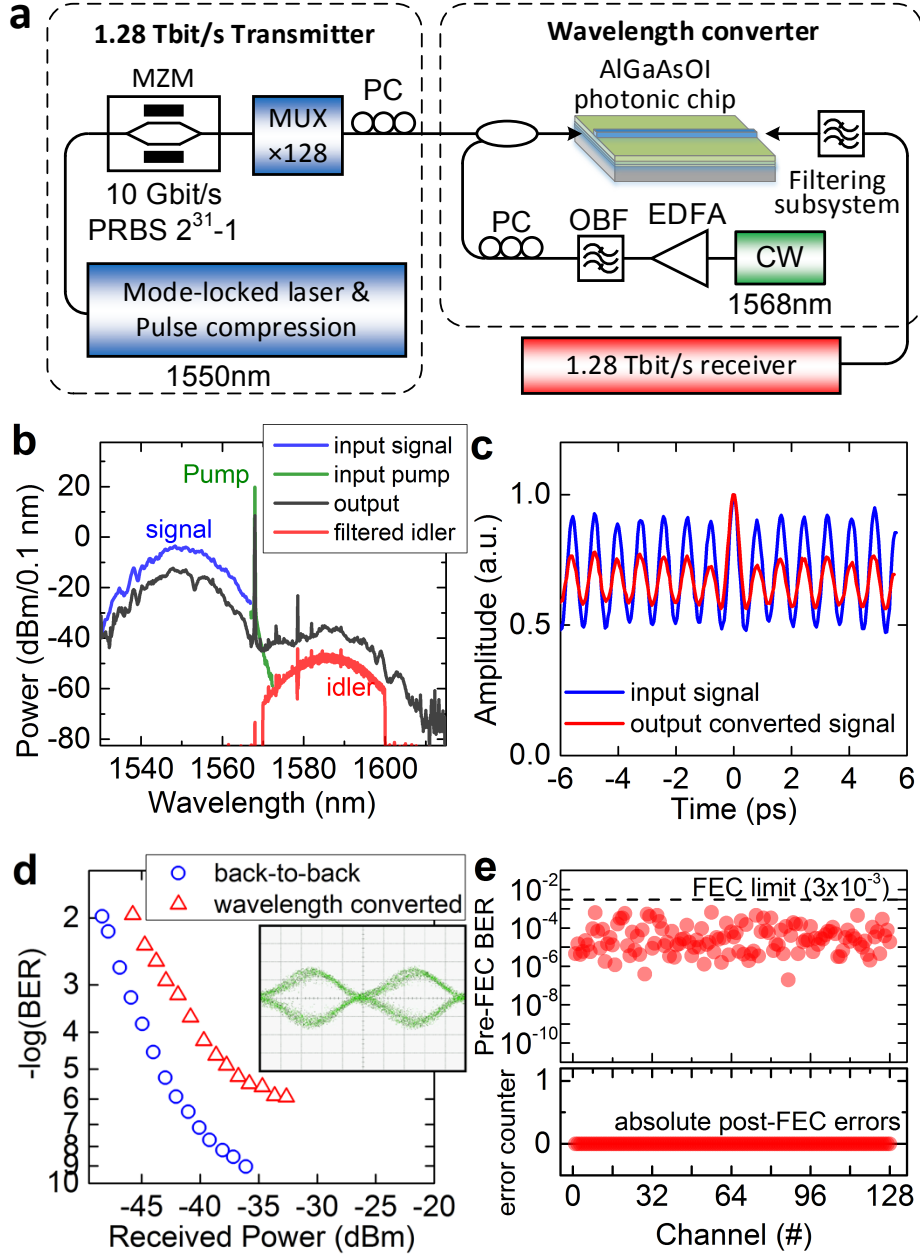 a
1.28 Tbit/s Transmitter
MZM
MUX
×128
PC
10 Gbit/s
PRBS 2³¹-1
Mode-locked laser &
Pulse compression
1550nm
Wavelength converter
AlGaAsOI
photonic chip
Filtering
subsystem
PC
OBF
EDFA
CW
1568nm
1.28 Tbit/s receiver
b
input signal
input pump
output
filtered idler
Pump
signal
idler
20
0
-20
-40
-60
-80
Power (dBm/0.1 nm)
1540 1560 1580 1600
Wavelength (nm)
c
1.0
0.5
0.0
Amplitude (a.u.)
input signal
output converted signal
-6 -4 -2 0 2 4 6
Time (ps)
d
back-to-back
wavelength converted
2
3
4
5
6
7
8
9
10
-log(BER)
-45 -40 -35 -30 -25 -20
Received Power (dBm)
e
FEC limit (3x10⁻³)
10⁻²
10⁻⁴
10⁻⁶
10⁻⁸
10⁻¹⁰
Pre-FEC BER
1
0
absolute post-FEC errors
error counter
0 32 64 96 128
Channel (#)